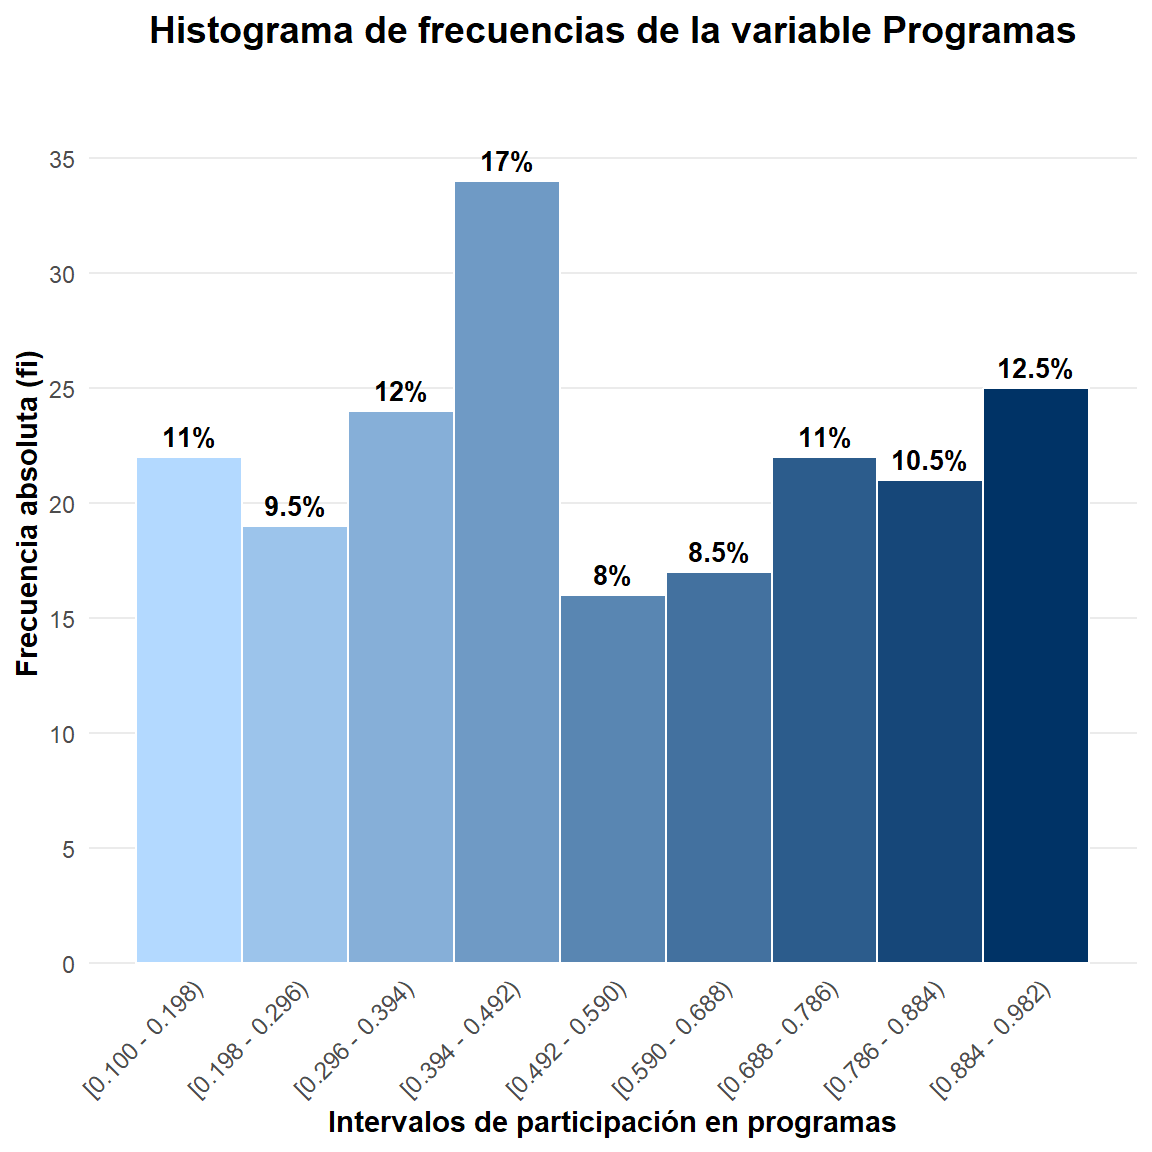 Histograma de frecuencias de la variable Programas
Frecuencia absoluta (fi)
35
30
25
20
15
10
5
0
11%
9.5%
12%
17%
8%
8.5%
11%
10.5%
12.5%
[0.100 - 0.198)
[0.198 - 0.296)
[0.296 - 0.394)
[0.394 - 0.492)
[0.492 - 0.590)
[0.590 - 0.688)
[0.688 - 0.786)
[0.786 - 0.884)
[0.884 - 0.982)
Intervalos de participación en programas